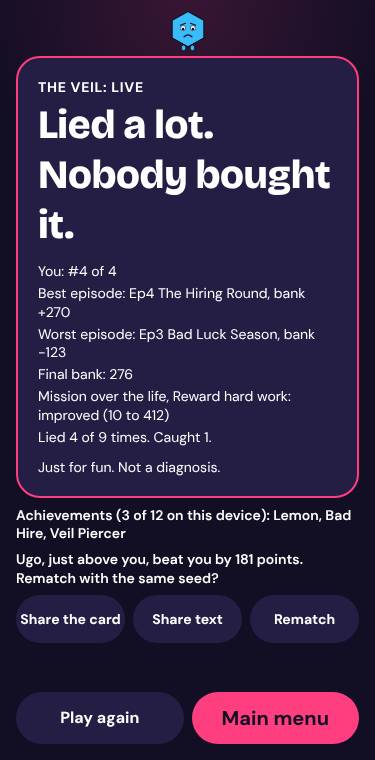 THE VEIL: LIVE
Lied a lot.
Nobody bought
it.
You: #4 of 4
Best episode: Ep4 The Hiring Round, bank
+270
Worst episode: Ep3 Bad Luck Season, bank
-123
Final bank: 276
Mission over the life, Reward hard work:
improved (10 to 412)
Lied 4 of 9 times. Caught 1.
Just for fun. Not a diagnosis.
Achievements (3 of 12 on this device): Lemon, Bad
Hire, Veil Piercer
Ugo, just above you, beat you by 181 points.
Rematch with the same seed?
Share the card
Share text
Rematch
Play again
Main menu